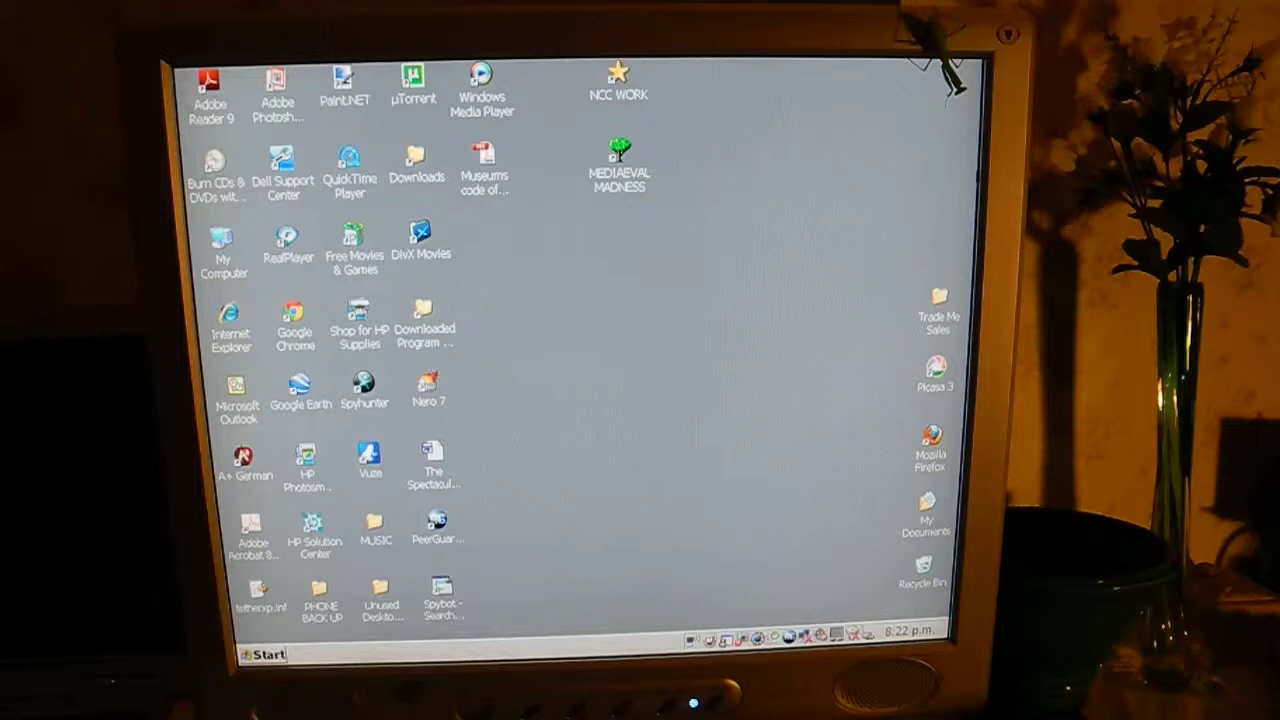 Adobe
Reader 9
Adobe
Photosh...
Paint.NET
µTorrent
Windows
Media Player
NCC WORK
Burn CDs &
DVDs wit...
Dell Support
Center
QuickTime
Player
Downloads
Museums
code of...
MEDIAEVAL
MADNESS
My
Computer
RealPlayer
Free Movies
& Games
DivX Movies
Internet
Explorer
Google
Chrome
Shop for HP
Supplies
Downloaded
Program ...
Trade Me
Sales
Microsoft
Outlook
Google Earth
Spyhunter
Nero 7
Picasa 3
A+ German
HP
Photosm...
Vuze
The
Spectacul...
Mozilla
Firefox
Adobe
Acrobat 8...
HP Solution
Center
MUSIC
PeerGuar...
My
Documents
tetherxp.inf
PHONE
BACK UP
Unused
Deskto...
Spybot -
Search...
Recycle Bin
Start
8:22 p.m.